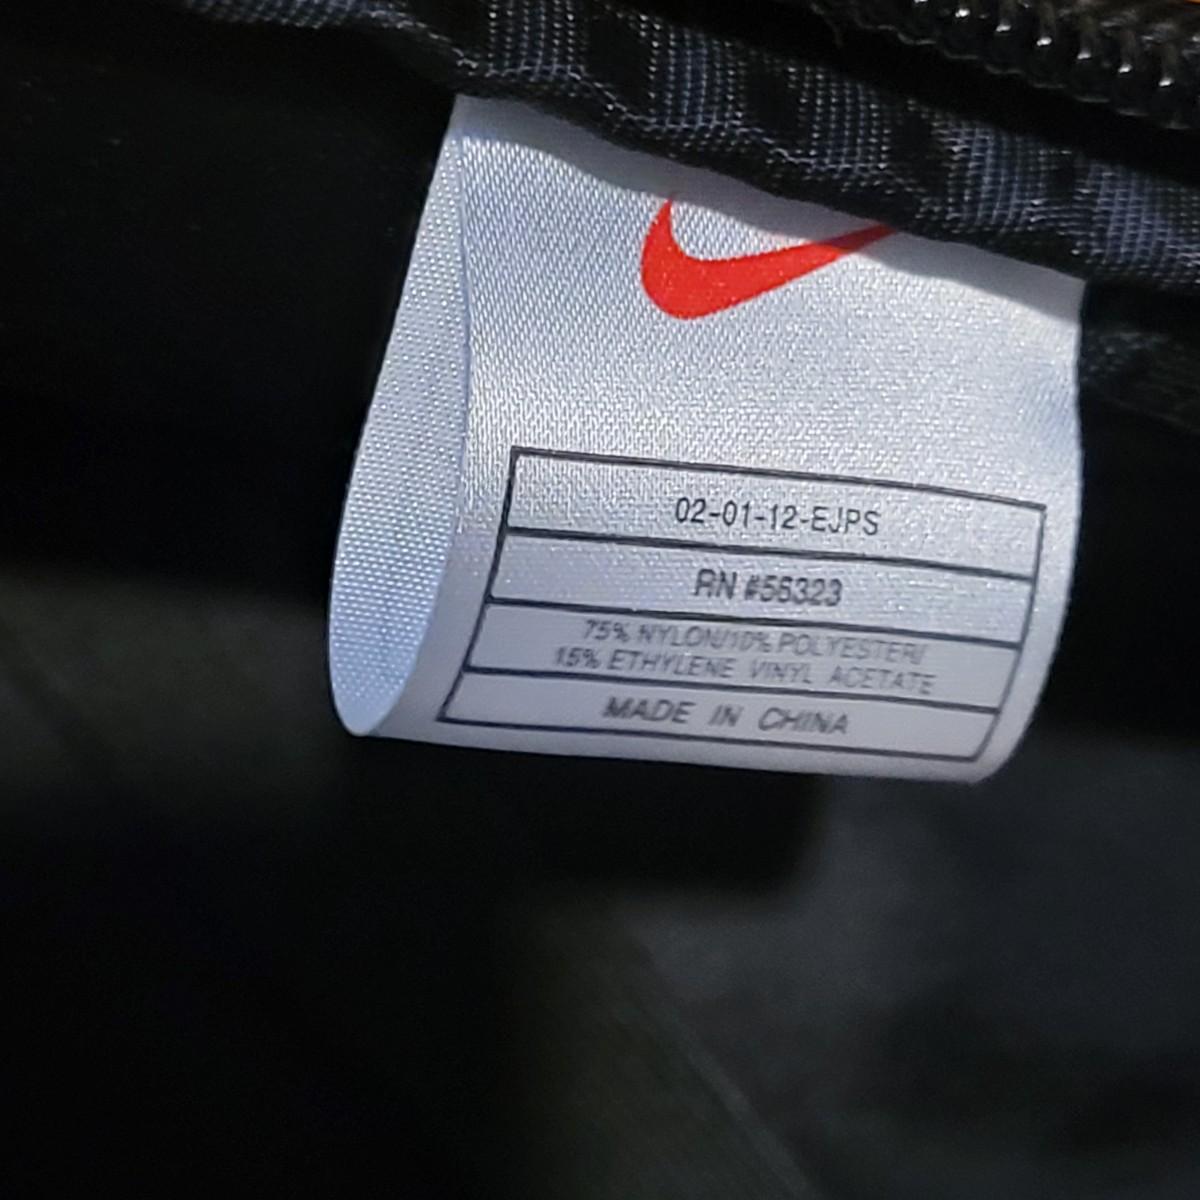 02-01-12-EJPS
RN #56323
75% NYLON/10% POLYESTER/
15% ETHYLENE VINYL ACETATE
MADE IN CHINA